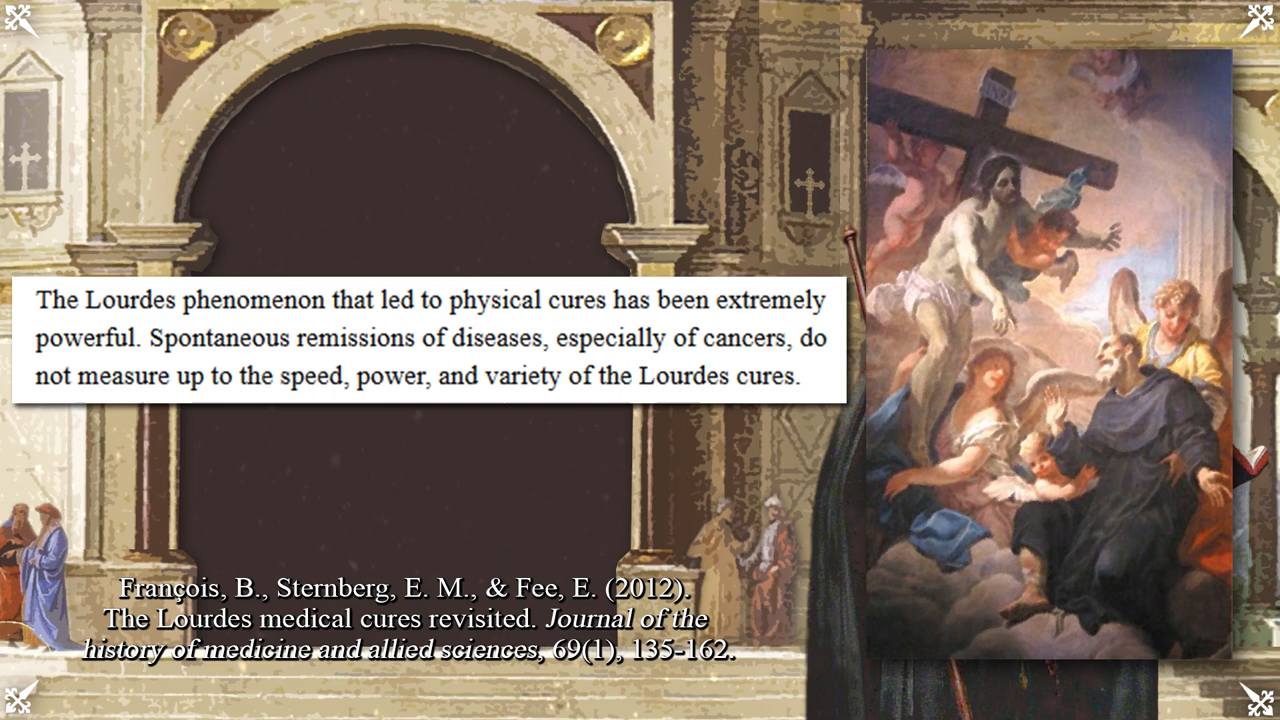 The Lourdes phenomenon that led to physical cures has been extremely
powerful. Spontaneous remissions of diseases, especially of cancers, do
not measure up to the speed, power, and variety of the Lourdes cures.
François, B., Sternberg, E. M., & Fee, E. (2012).
The Lourdes medical cures revisited. Journal of the
history of medicine and allied sciences, 69(1), 135-162.